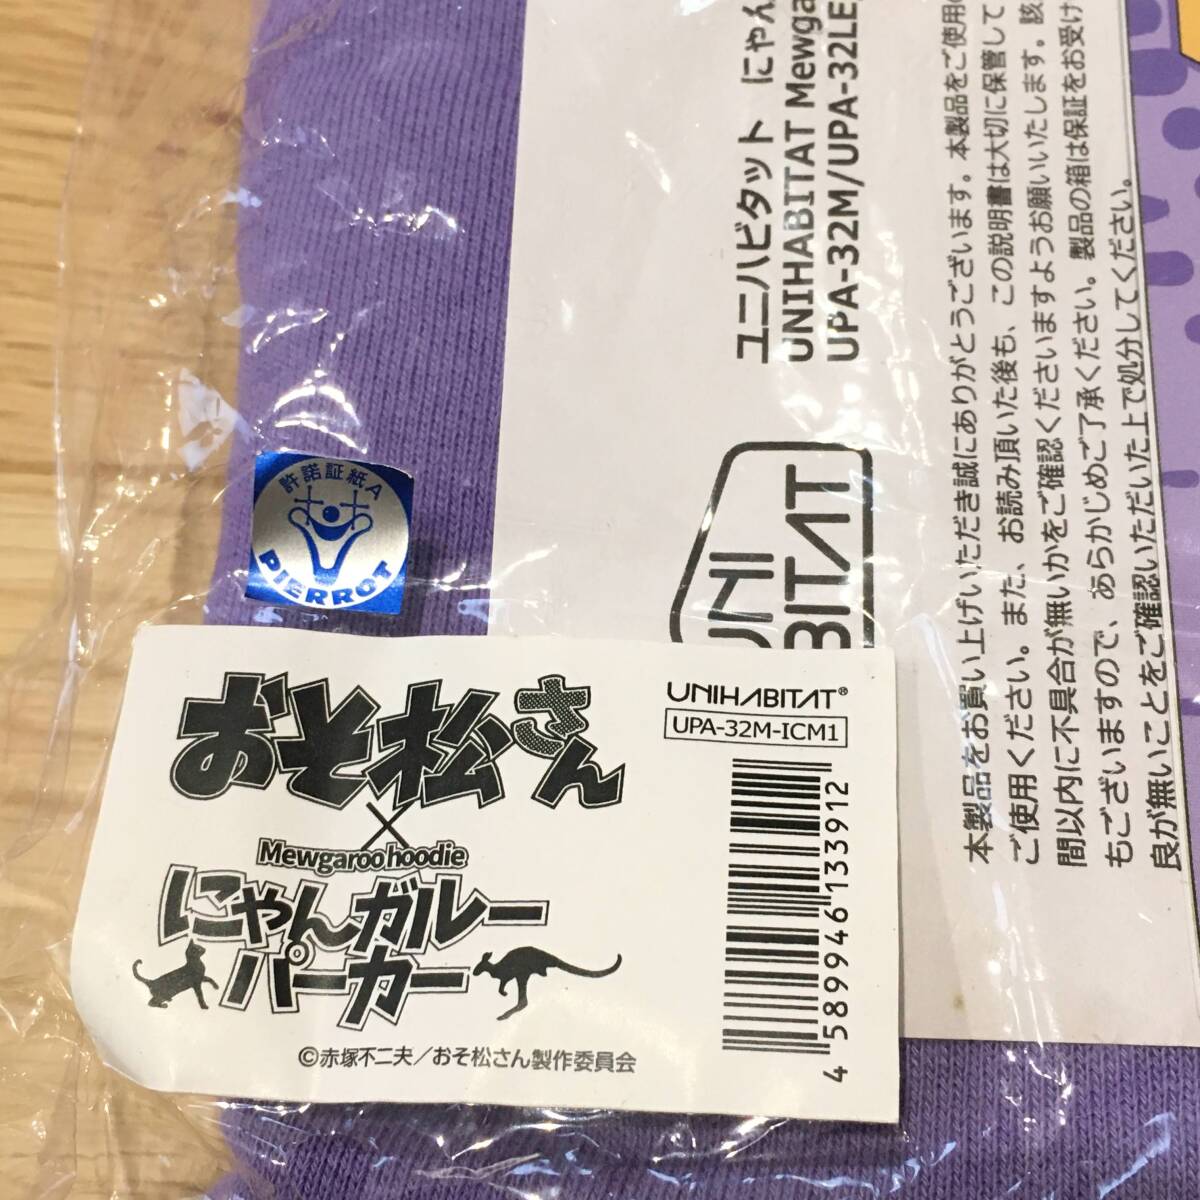 ユニハビタット にゃん
UNIHABITAT Mewga
UPA-32M/UPA-32LE
UNI
BITAT
本製品をお買い上げいただき誠にありがとうございます。本製品をご使用
ご使用ください。また、お読み頂いた後も、この説明書は大切に保管して
間以内に不具合が無いかをご確認くださいますようお願いいたします。該
もございますので、あらかじめご了承ください。製品の箱は保証をお受け
良が無いことをご確認いただいた上で処分してください。
許諾証紙A
PIERROT
おそ松さん
×
Mewgaroo hoodie
にゃんガルー
パーカー
©赤塚不二夫/おそ松さん製作委員会
UNIHABITAT®
UPA-32M-ICM1
4 589946 133912